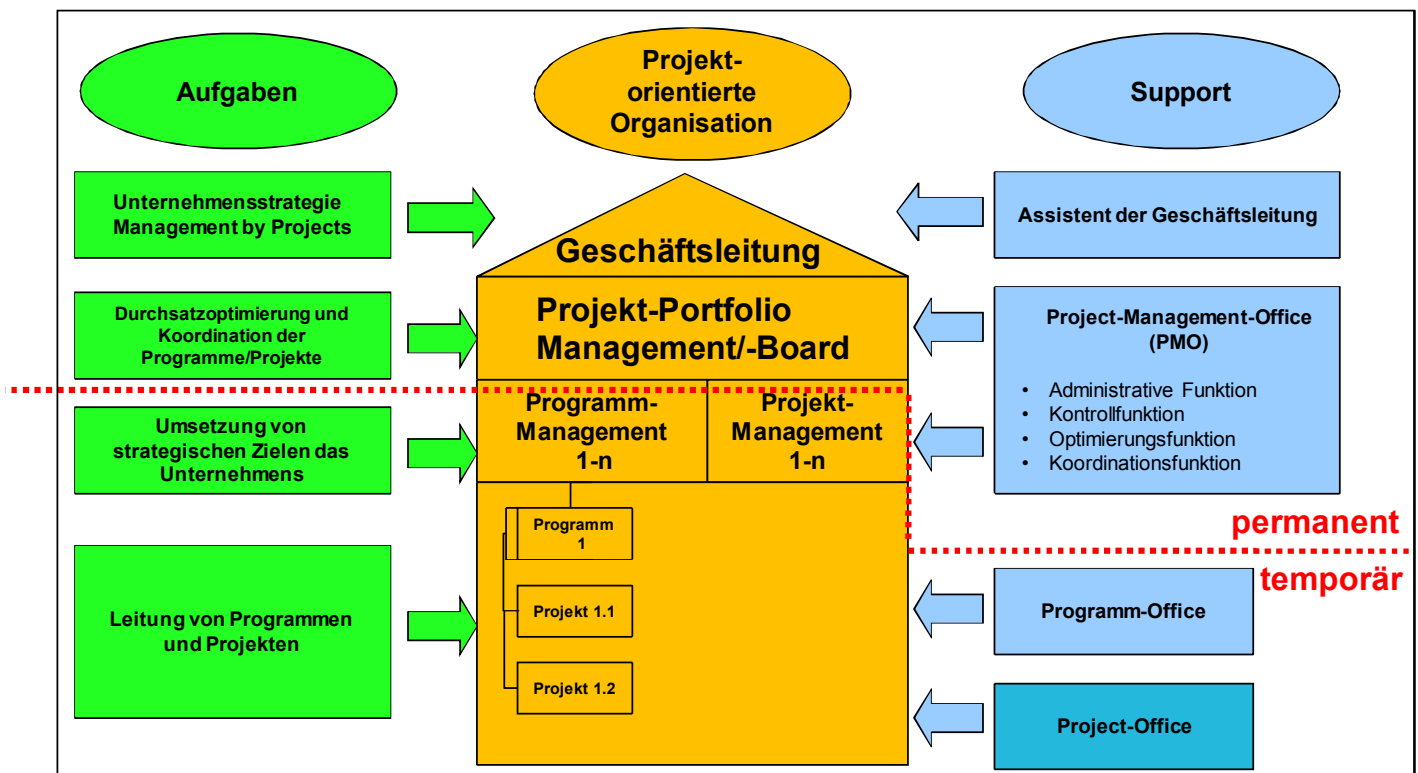 Aufgaben
Projekt-
orientierte
Organisation
Support
Unternehmensstrategie
Management by Projects
Geschäftsleitung
Assistent der Geschäftsleitung
Durchsatzoptimierung und
Koordination der
Programme/Projekte
Projekt-Portfolio
Management/-Board
Project-Management-Office
(PMO)
• Administrative Funktion
• Kontrollfunktion
• Optimierungsfunktion
• Koordinationsfunktion
Umsetzung von
strategischen Zielen das
Unternehmens
Programm-
Management
1-n
Projekt-
Management
1-n
permanent
temporär
Leitung von Programmen
und Projekten
Programm
1
Projekt 1.1
Projekt 1.2
Programm-Office
Project-Office